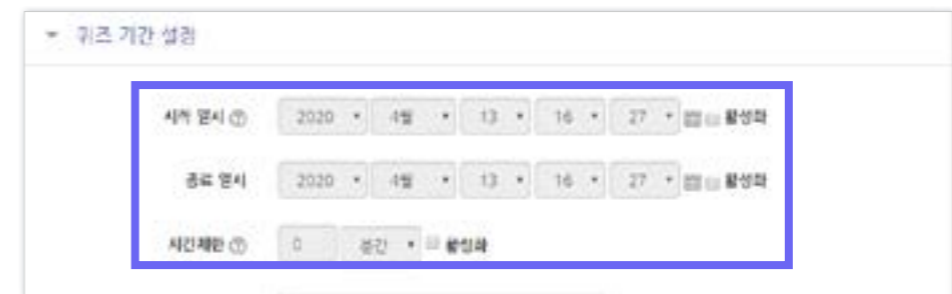 퀴즈 기간 설정
시작 일시 2020 4월 13 16 27 활성화
종료 일시 2020 4월 13 16 27 활성화
시간제한 0 분간 활성화